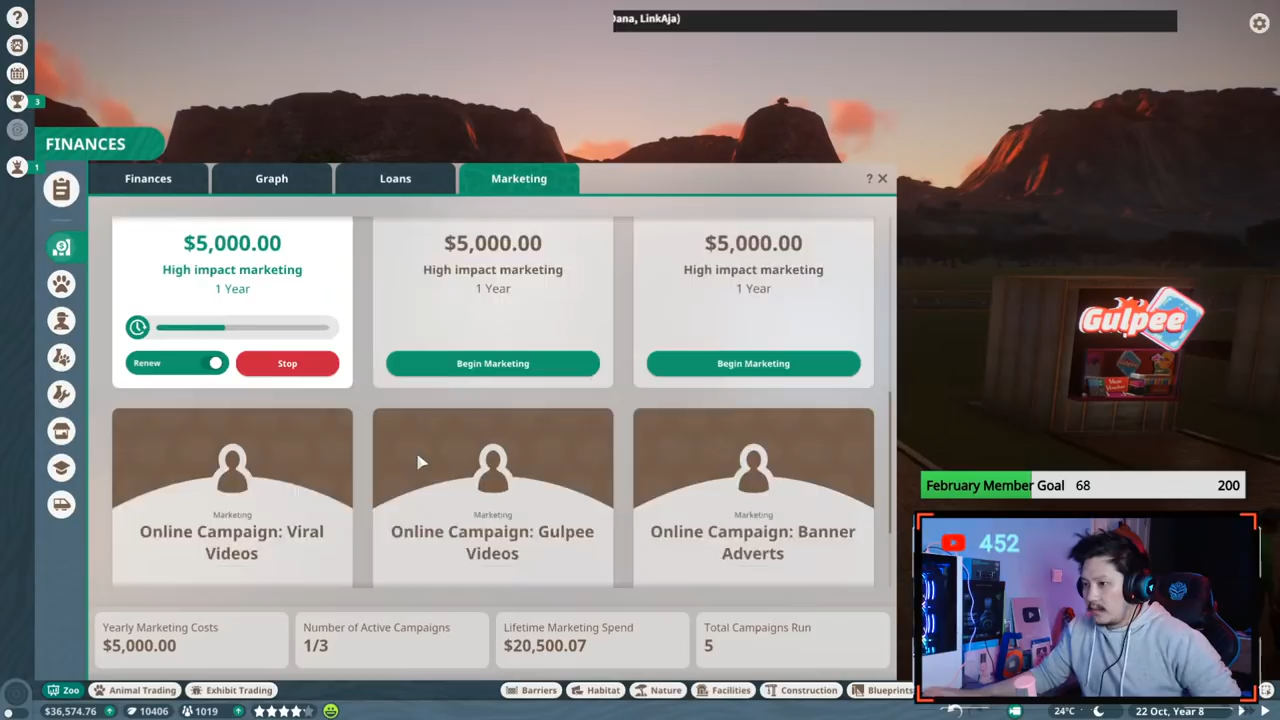 Dana, LinkAja)
3
FINANCES
1
Finances
Graph
Loans
Marketing
?
$5,000.00
High impact marketing
1 Year
Renew
Stop
$5,000.00
High impact marketing
1 Year
Begin Marketing
$5,000.00
High impact marketing
1 Year
Begin Marketing
Gulpee
Marketing
Online Campaign: Viral
Videos
Marketing
Online Campaign: Gulpee
Videos
Marketing
Online Campaign: Banner
Adverts
February Member Goal 68 200
452
Yearly Marketing Costs
$5,000.00
Number of Active Campaigns
1/3
Lifetime Marketing Spend
$20,500.07
Total Campaigns Run
5
Zoo
Animal Trading
Exhibit Trading
Barriers
Habitat
Nature
Facilities
Construction
Blueprints
$36,574.76
10406
1019
24°C
22 Oct, Year 8